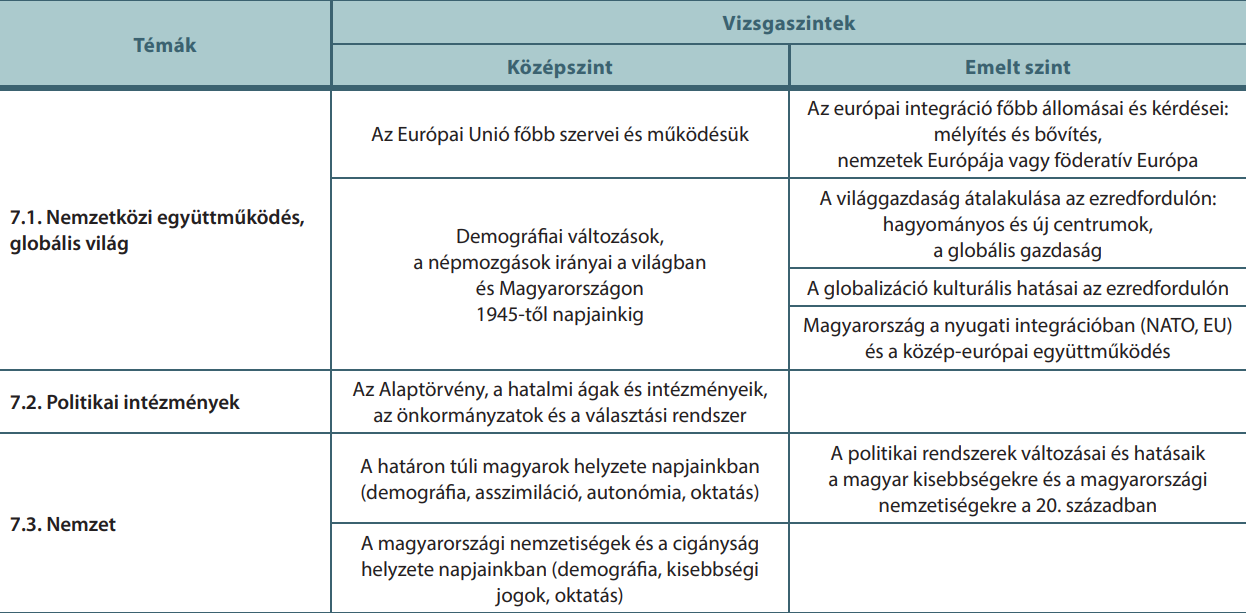 Témák
Vizsgaszintek
Középszint
Emelt szint
7.1. Nemzetközi együttműködés,
globális világ
Az Európai Unió főbb szervei és működésük
Az európai integráció főbb állomásai és kérdései:
mélyítés és bővítés,
nemzetek Európája vagy föderatív Európa
Demográfiai változások,
a népmozgások irányai a világban
és Magyarországon
1945-től napjainkig
A világgazdaság átalakulása az ezredfordulón:
hagyományos és új centrumok,
a globális gazdaság
A globalizáció kulturális hatásai az ezredfordulón
Magyarország a nyugati integrációban (NATO, EU)
és a közép-európai együttműködés
7.2. Politikai intézmények
Az Alaptörvény, a hatalmi ágak és intézményeik,
az önkormányzatok és a választási rendszer
7.3. Nemzet
A határon túli magyarok helyzete napjainkban
(demográfia, asszimiláció, autonómia, oktatás)
A politikai rendszerek változásai és hatásaik
a magyar kisebbségekre és a magyarországi
nemzetiségekre a 20. században
A magyarországi nemzetiségek és a cigányság
helyzete napjainkban (demográfia, kisebbségi
jogok, oktatás)